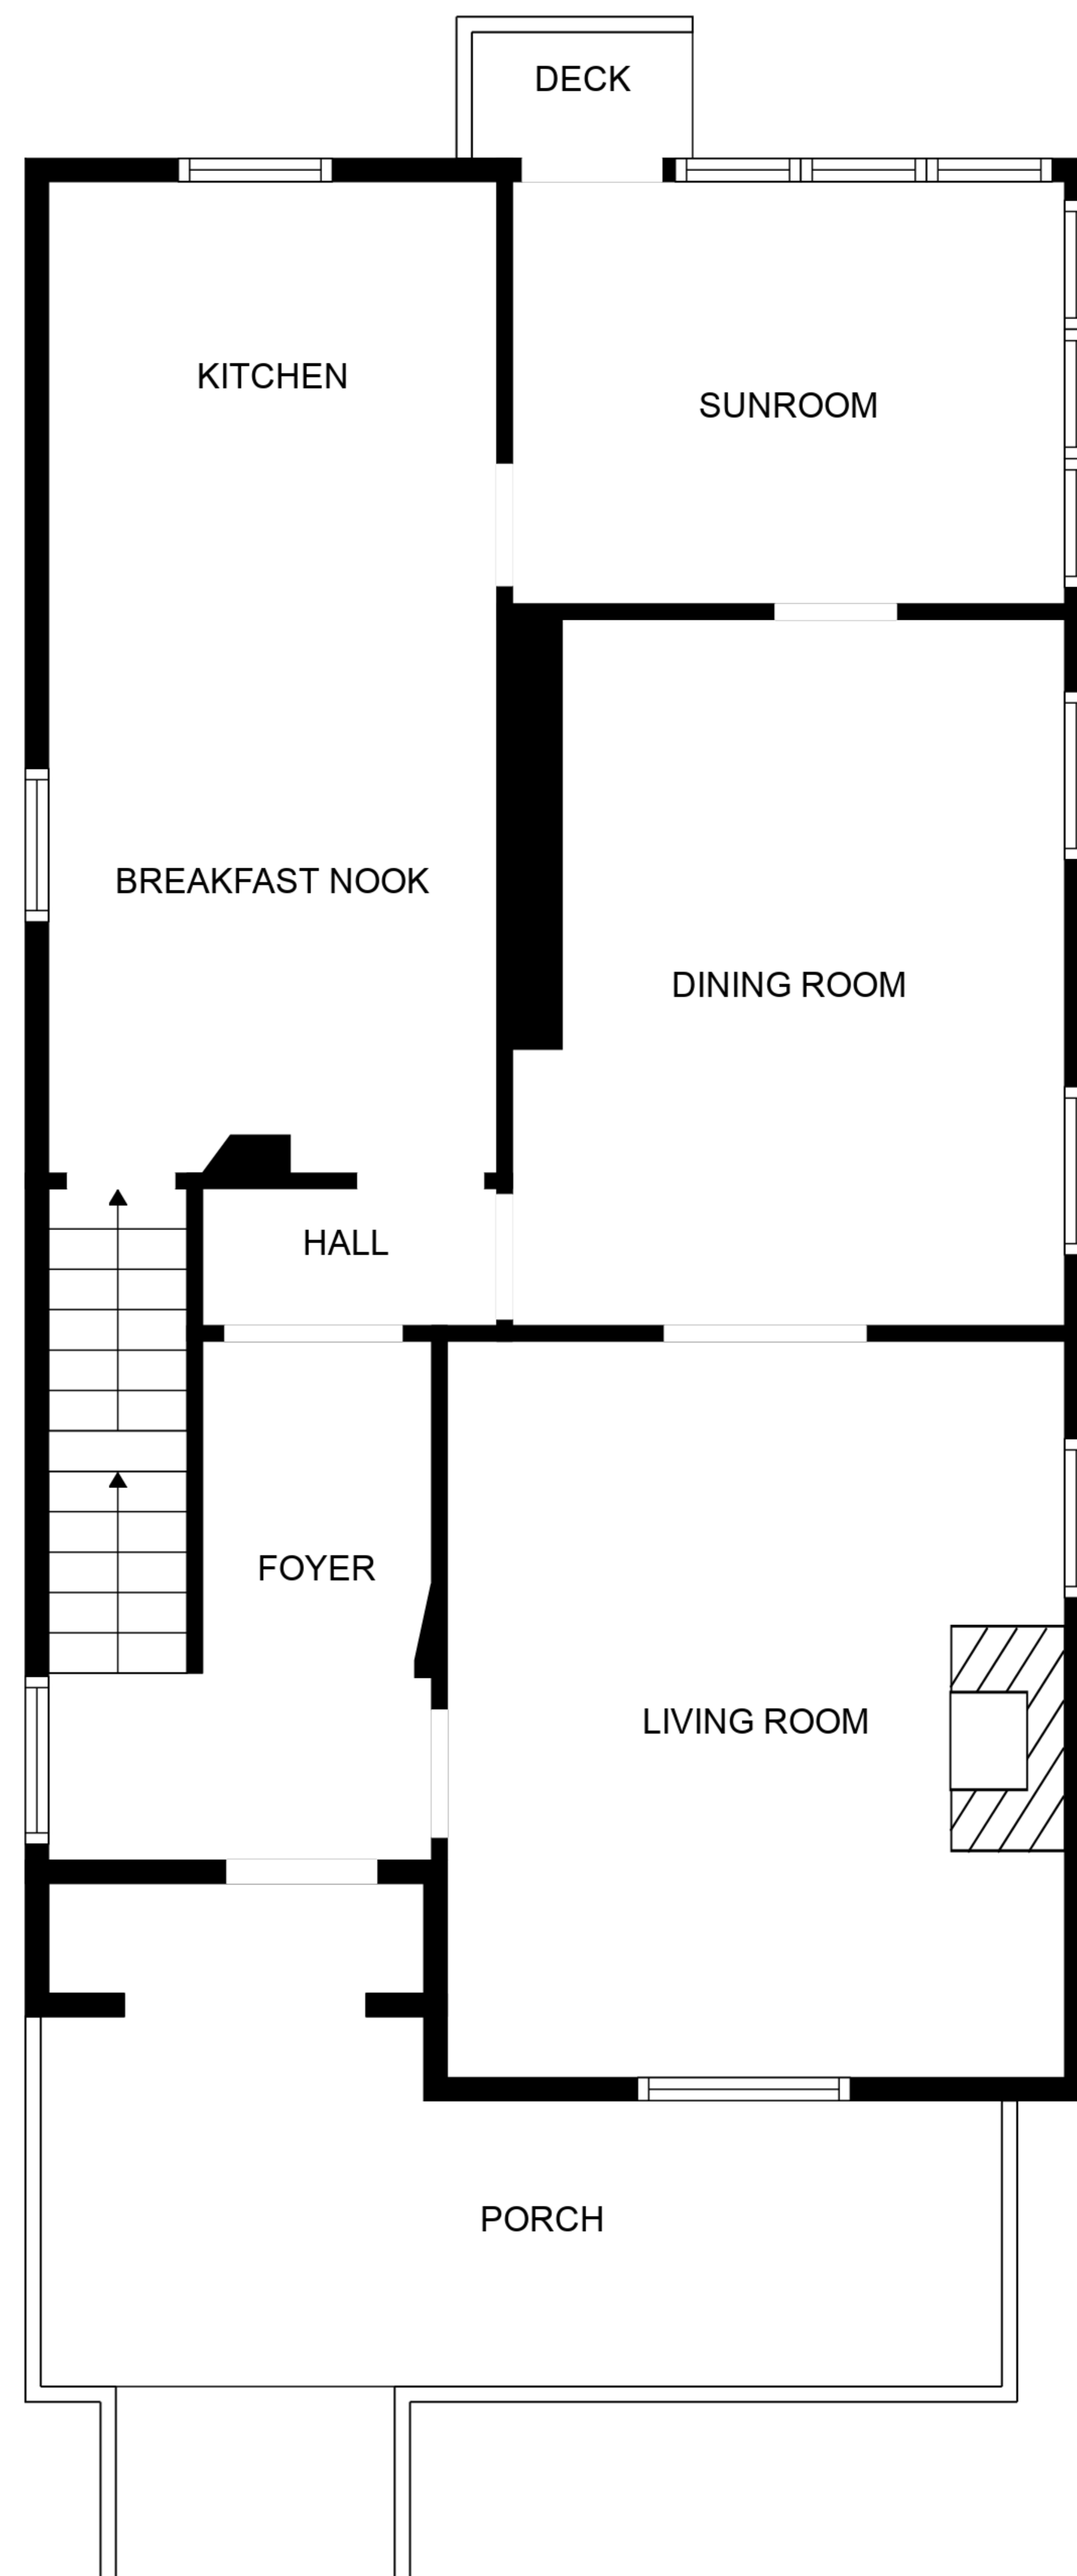 DECK
KITCHEN
SUNROOM
BREAKFAST NOOK
DINING ROOM
HALL
FOYER
LIVING ROOM
PORCH